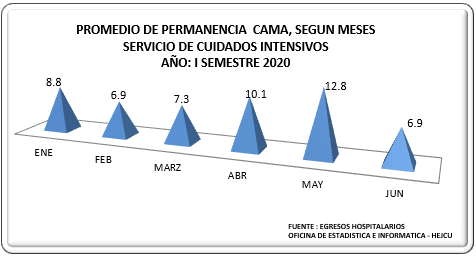 PROMEDIO DE PERMANENCIA  CAMA, SEGUN MESES
SERVICIO DE CUIDADOS INTENSIVOS
AÑO: I SEMESTRE 2020
8.8
6.9
7.3
10.1
12.8
6.9
ENE
FEB
MARZ
ABR
MAY
JUN
FUENTE : EGRESOS HOSPITALARIOS
OFICINA DE ESTADISTICA E INFORMATICA - HEJCU